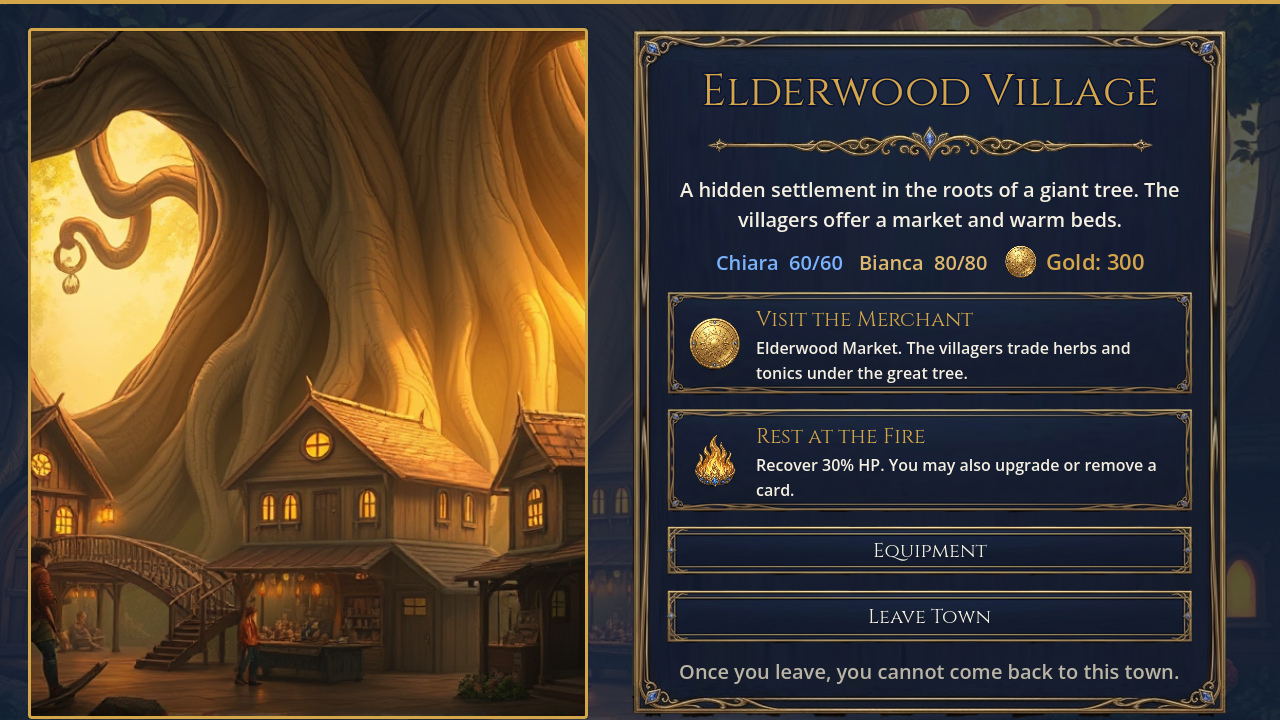 Elderwood Village
A hidden settlement in the roots of a giant tree. The
villagers offer a market and warm beds.
Chiara 60/60 Bianca 80/80 Gold: 300
Visit the Merchant
Elderwood Market. The villagers trade herbs and
tonics under the great tree.
Rest at the Fire
Recover 30% HP. You may also upgrade or remove a
card.
Equipment
Leave Town
Once you leave, you cannot come back to this town.